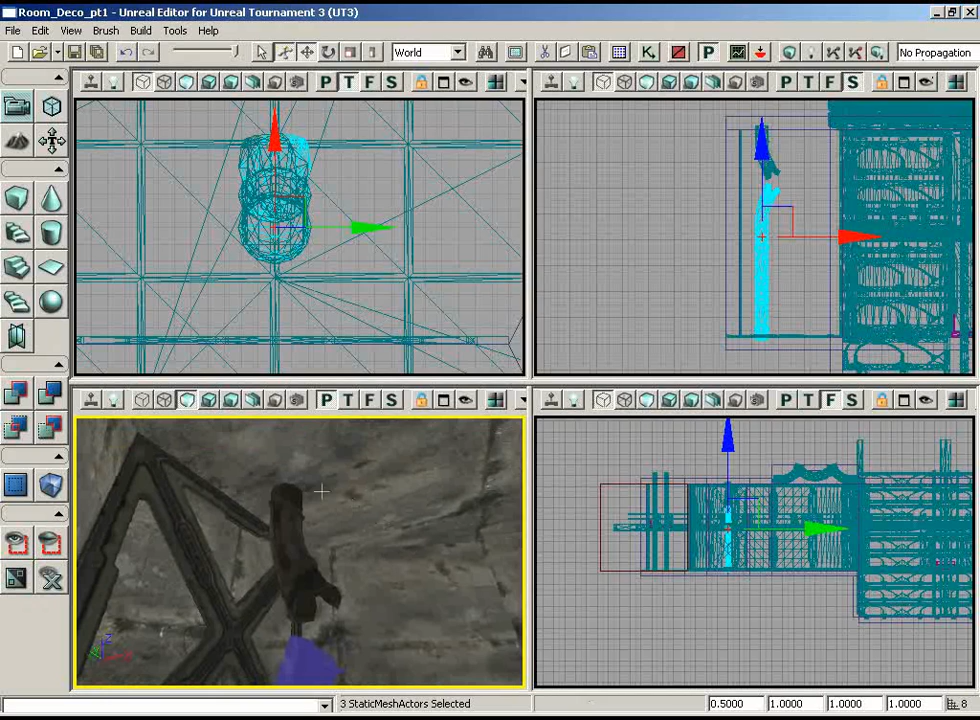 Room_Deco_pt1 - Unreal Editor for Unreal Tournament 3 (UT3)
File Edit View Brush Build Tools Help
World No Propagation
P T F S P T F S
P T F S P T F S
3 StaticMeshActors Selected 0.5000 1.0000 1.0000 1.0000 8